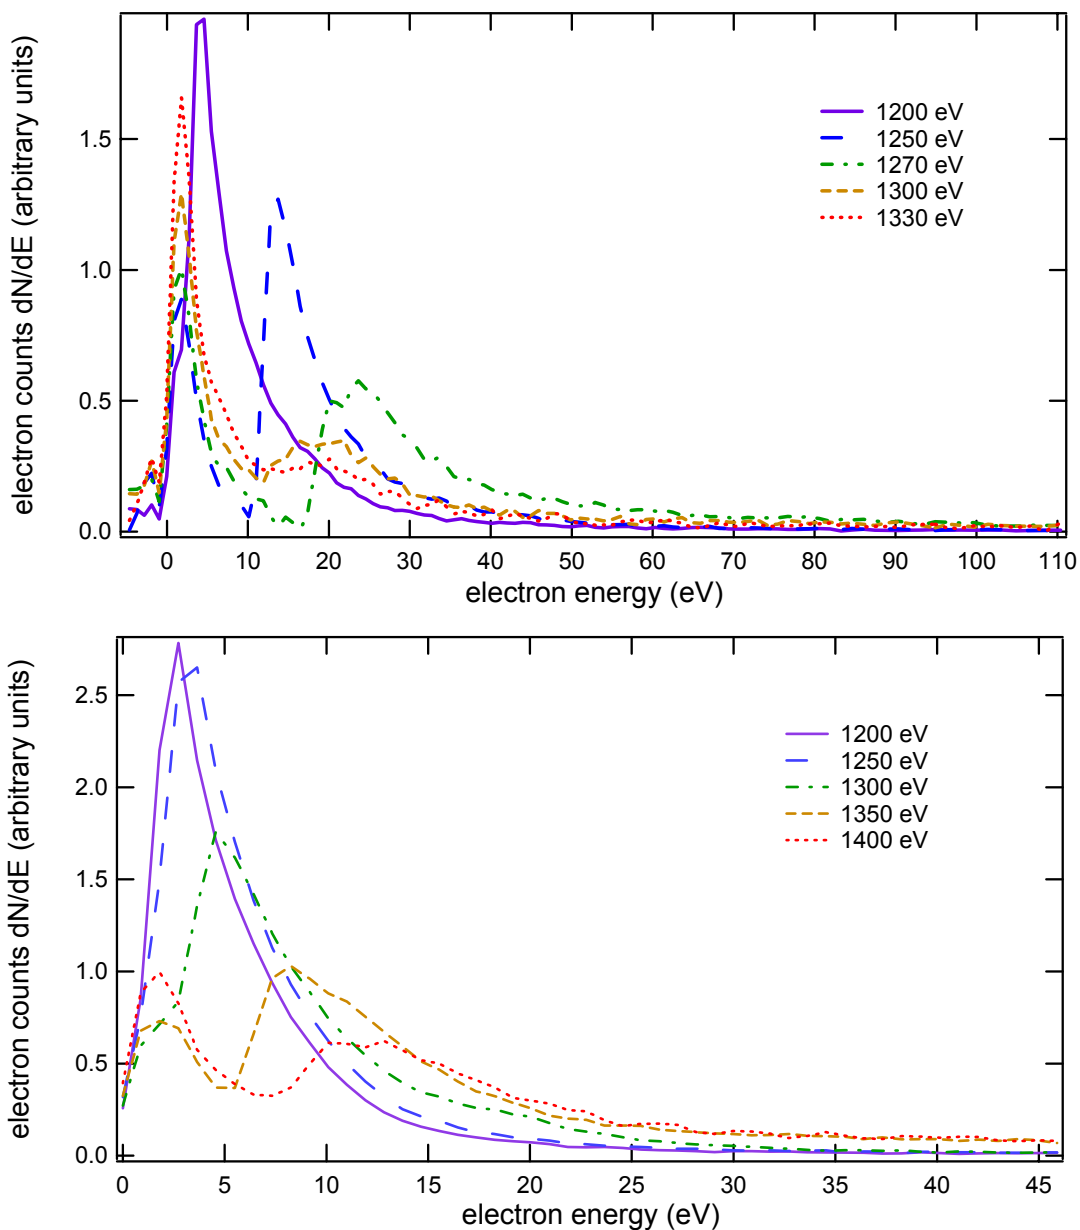 electron counts dN/dE (arbitrary units)
1.5
1.0
0.5
0.0
1200 eV
1250 eV
1270 eV
1300 eV
1330 eV
0 10 20 30 40 50 60 70 80 90 100 110
electron energy (eV)
electron counts dN/dE (arbitrary units)
2.5
2.0
1.5
1.0
0.5
0.0
1200 eV
1250 eV
1300 eV
1350 eV
1400 eV
0 5 10 15 20 25 30 35 40 45
electron energy (eV)